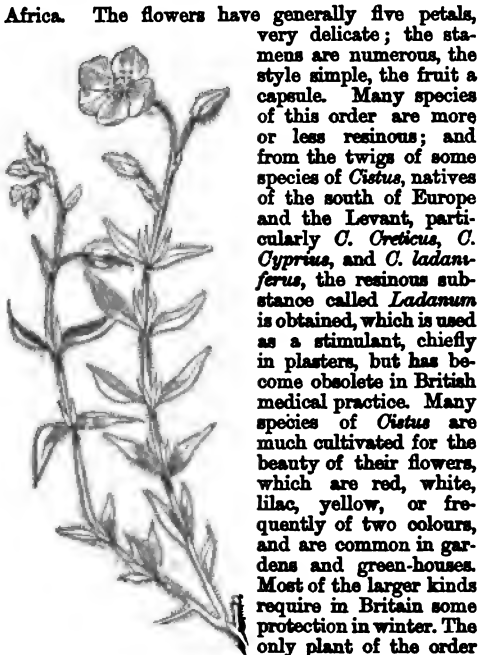 Africa. The flowers have generally five petals,
very delicate; the sta-
mens are numerous, the
style simple, the fruit a
capsule. Many species
of this order are more
or less resinous; and
from the twigs of some
species of Cistus, natives
of the south of Europe
and the Levant, parti-
cularly C. Creticus, C.
Cyprius, and C. ladani-
ferus, the resinous sub-
stance called Ladanum
is obtained, which is used
as a stimulant, chiefly
in plasters, but has be-
come obsolete in British
medical practice. Many
species of Cistus are
much cultivated for the
beauty of their flowers,
which are red, white,
lilac, yellow, or fre-
quently of two colours,
and are common in gar-
dens and green-houses.
Most of the larger kinds
require in Britain some
protection in winter. The
only plant of the order